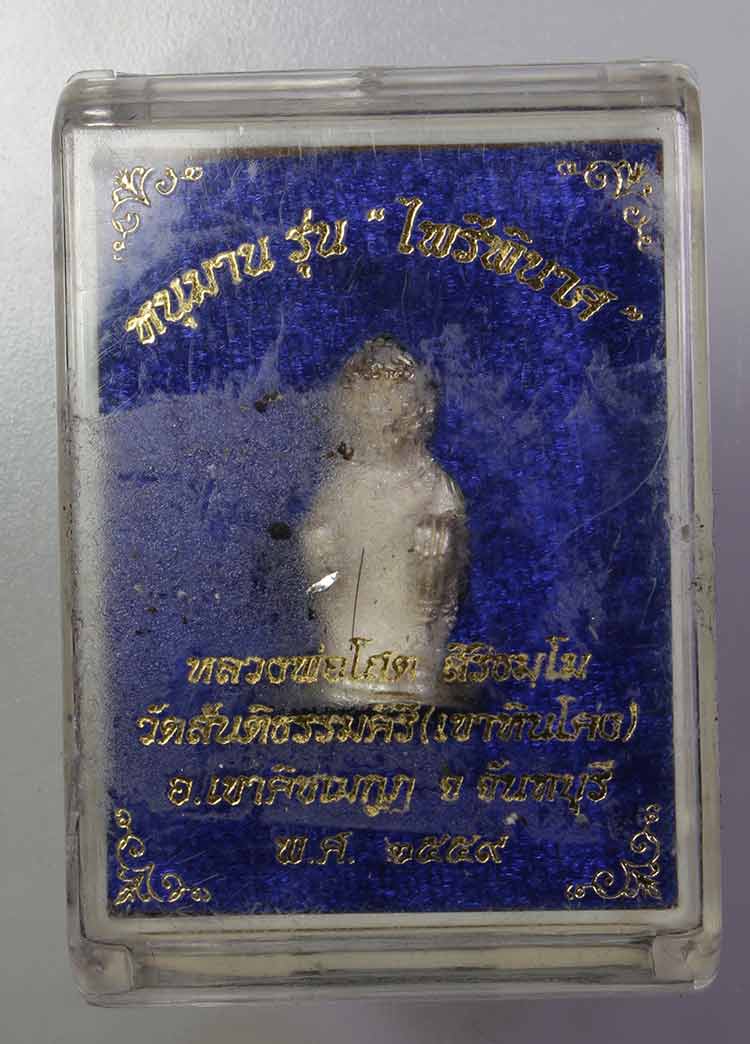 หนุมาน รุ่น “ ไพรีพินาศ ”
หลวงพ่อโกศ สิริธมฺโม
วัดสันติธรรมคีรี(เขาหินโค่ง)
อ.เขาคิชฌกูฏ จ จันทบุรี
พ.ศ. ๒๕๕๙